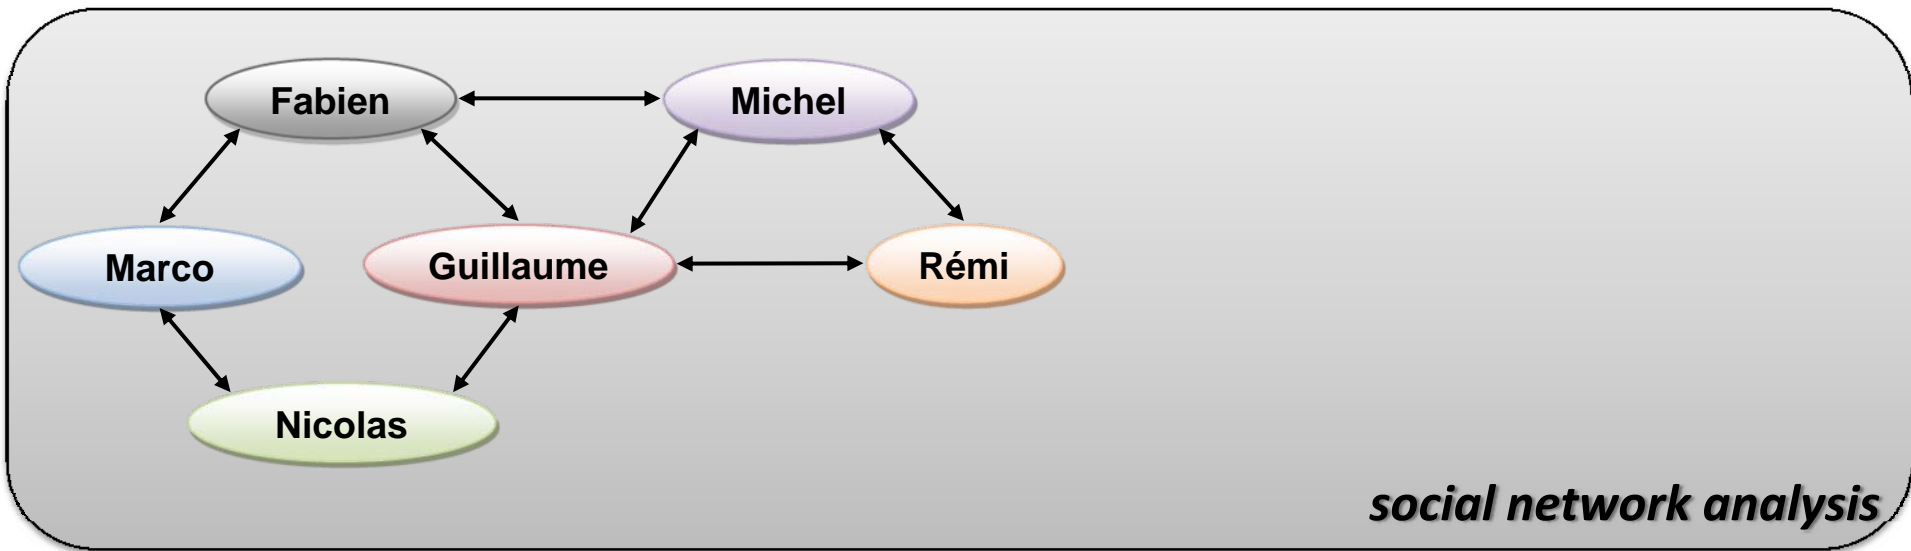 Fabien
Michel
Marco
Guillaume
Rémi
Nicolas
social network analysis